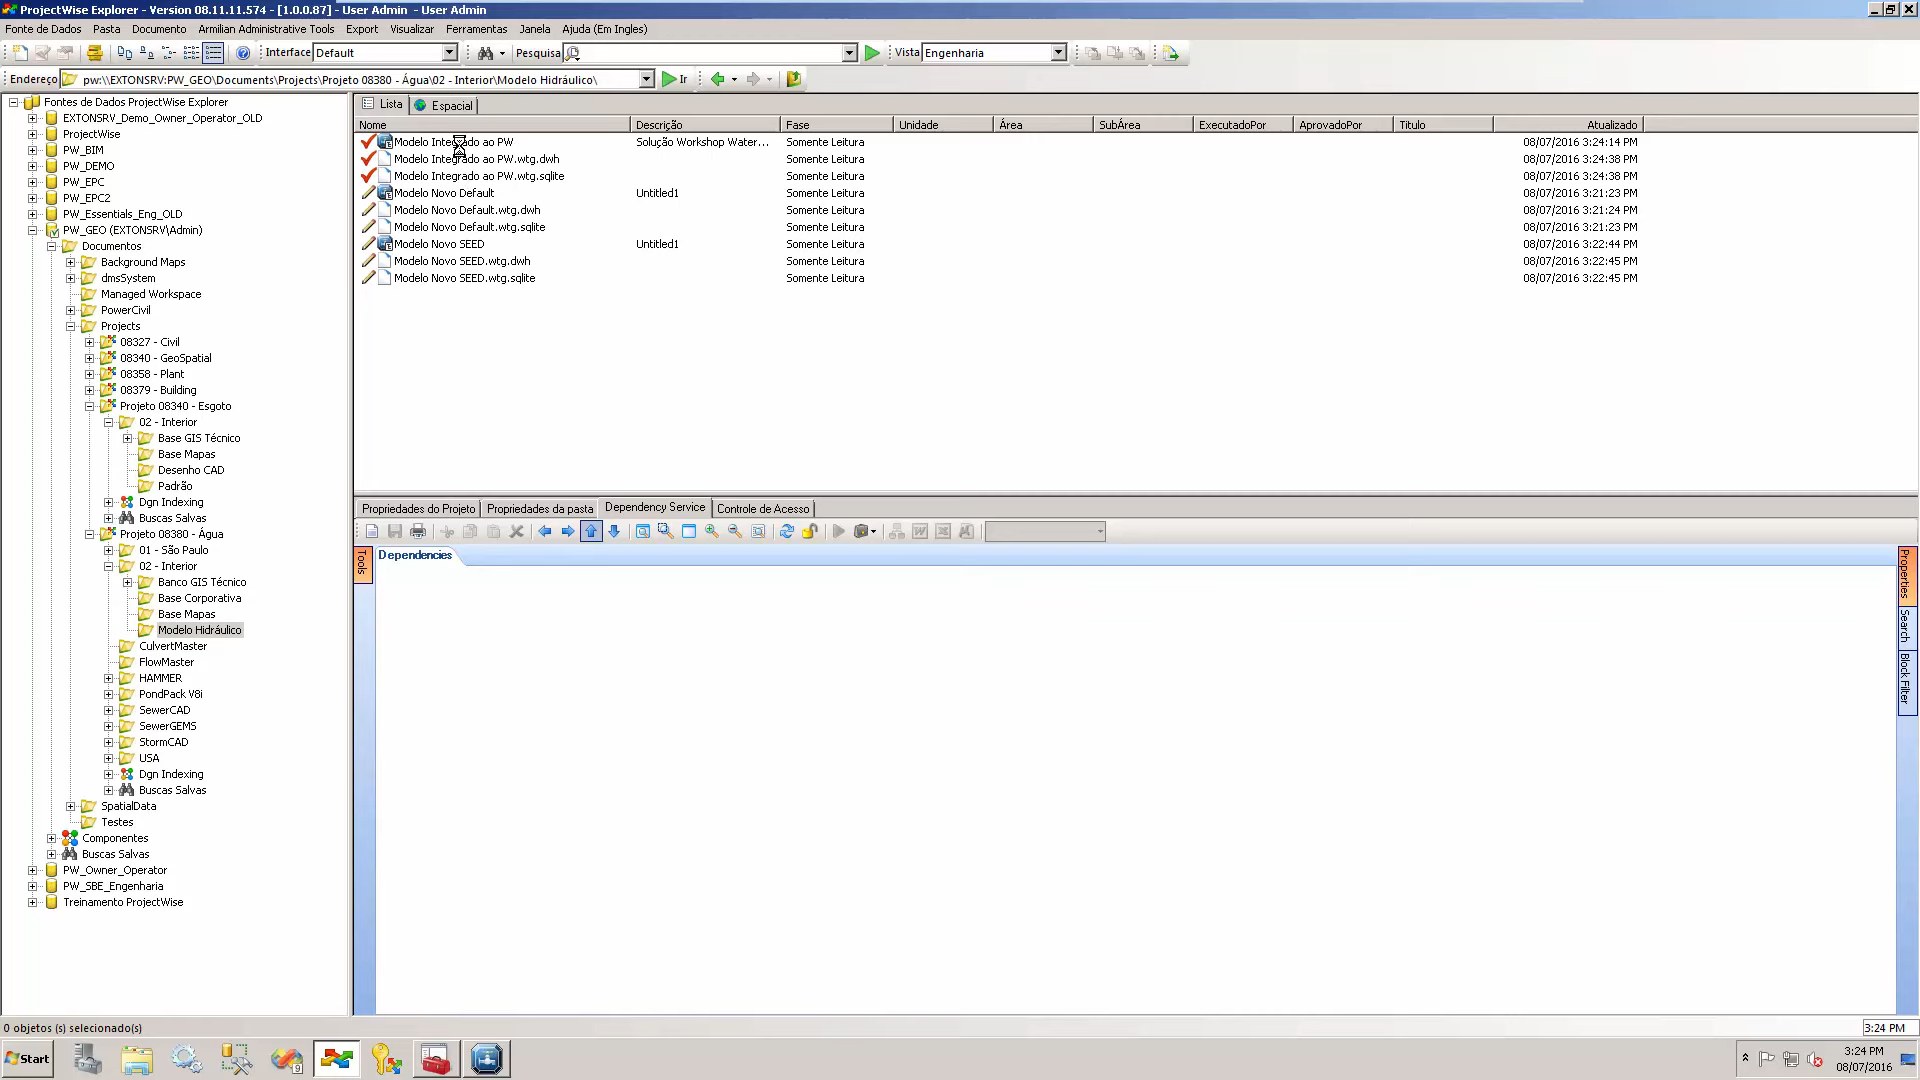 ProjectWise Explorer - Version 08.11.11.574 - [1.0.0.87] - User Admin - User Admin
Fonte de Dados Pasta Documento Armilian Administrative Tools Export Visualizar Ferramentas Janela Ajuda (Em Ingles)
Interface Default Pesquisa Vista Engenharia
Endereço pw:\\EXTONSRV:PW_GEO\Documents\Projects\Projeto 08380 - Água\02 - Interior\Modelo Hidráulico\ Ir
Fontes de Dados ProjectWise Explorer
EXTONSRV_Demo_Owner_Operator_OLD
ProjectWise
PW_BIM
PW_DEMO
PW_EPC
PW_EPC2
PW_Essentials_Eng_OLD
PW_GEO (EXTONSRV\Admin)
Documentos
Background Maps
dmsSystem
Managed Workspace
PowerCivil
Projects
08327 - Civil
08340 - GeoSpatial
08358 - Plant
08379 - Building
Projeto 08340 - Esgoto
02 - Interior
Base GIS Técnico
Base Mapas
Desenho CAD
Padrão
Dgn Indexing
Buscas Salvas
Projeto 08380 - Água
01 - São Paulo
02 - Interior
Banco GIS Técnico
Base Corporativa
Base Mapas
Modelo Hidráulico
CulvertMaster
FlowMaster
HAMMER
PondPack V8i
SewerCAD
SewerGEMS
StormCAD
USA
Dgn Indexing
Buscas Salvas
SpatialData
Testes
Componentes
Buscas Salvas
PW_Owner_Operator
PW_SBE_Engenharia
Treinamento ProjectWise
Lista Espacial
Nome Descrição Fase Unidade Área SubÁrea ExecutadoPor AprovadoPor Título Atualizado
Modelo Integrado ao PW Solução Workshop Water... Somente Leitura 08/07/2016 3:24:14 PM
Modelo Integrado ao PW.wtg.dwh Somente Leitura 08/07/2016 3:24:38 PM
Modelo Integrado ao PW.wtg.sqlite Somente Leitura 08/07/2016 3:24:38 PM
Modelo Novo Default Untitled1 Somente Leitura 08/07/2016 3:21:23 PM
Modelo Novo Default.wtg.dwh Somente Leitura 08/07/2016 3:21:24 PM
Modelo Novo Default.wtg.sqlite Somente Leitura 08/07/2016 3:21:23 PM
Modelo Novo SEED Untitled1 Somente Leitura 08/07/2016 3:22:44 PM
Modelo Novo SEED.wtg.dwh Somente Leitura 08/07/2016 3:22:45 PM
Modelo Novo SEED.wtg.sqlite Somente Leitura 08/07/2016 3:22:45 PM
Propriedades do Projeto Propriedades da pasta Dependency Service Controle de Acesso
Tools
Dependencies
Properties
Search
Block Filter
0 objetos (s) selecionado(s)
3:24 PM
Start
3:24 PM
08/07/2016